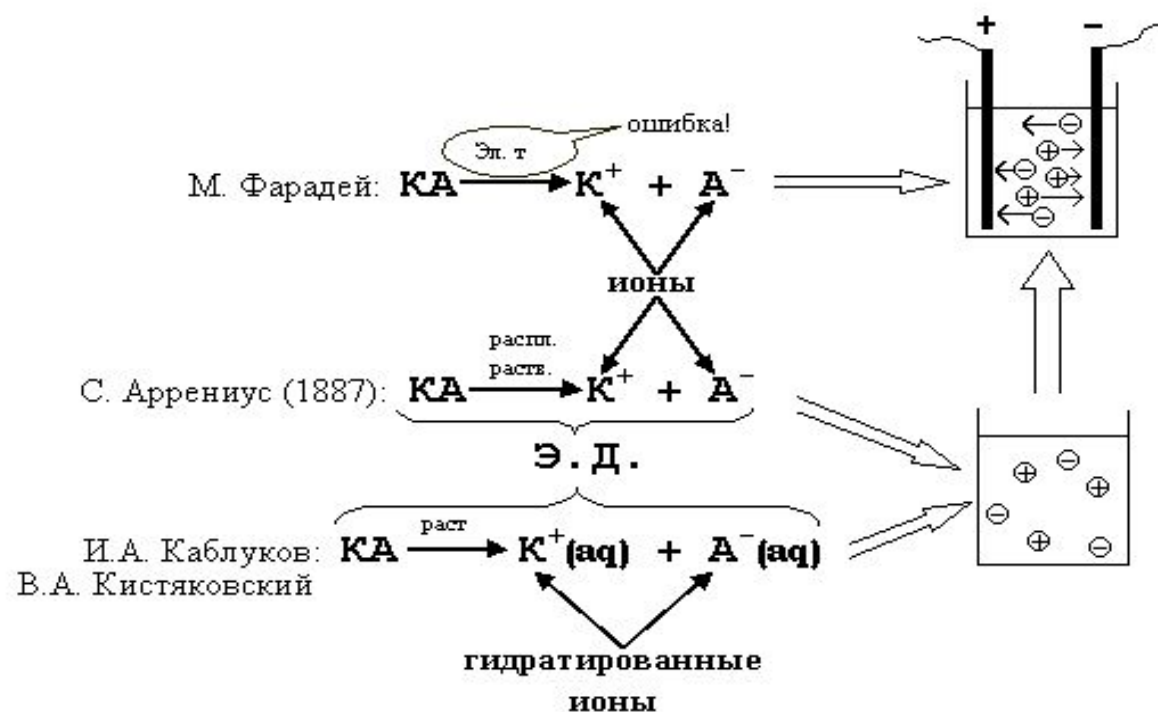 + −
ошибка!
Эл. т
М. Фарадей: КА К⁺ + А⁻
ионы
распл.
раств.
С. Аррениус (1887): КА К⁺ + А⁻
Э.Д.
раст
И.А. Каблуков: КА К⁺(aq) + А⁻(aq)
В.А. Кистяковский
гидратированные
ионы